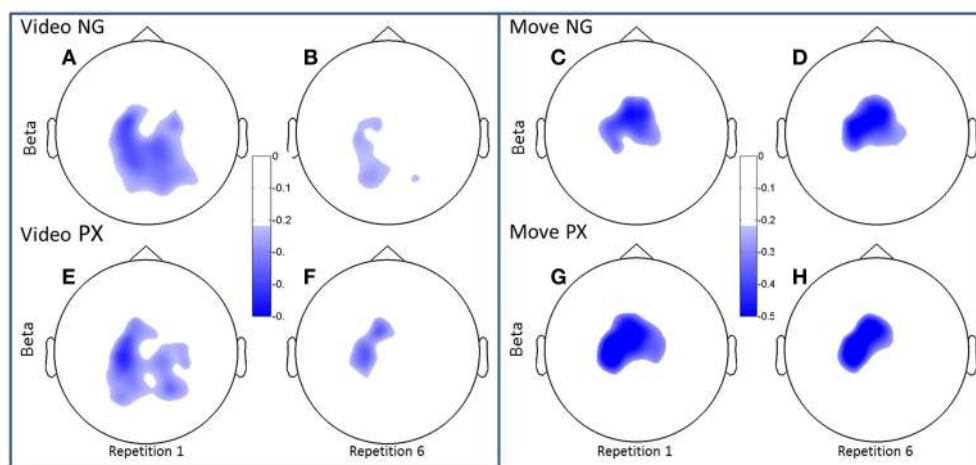 Video NG
A
B
Beta
0
-0.1
-0.2
-0.
-0.
-0.
Video PX
E
F
Beta
Repetition 1
Repetition 6
Move NG
C
D
Beta
0
-0.1
-0.2
-0.3
-0.4
-0.5
Move PX
G
H
Beta
Repetition 1
Repetition 6